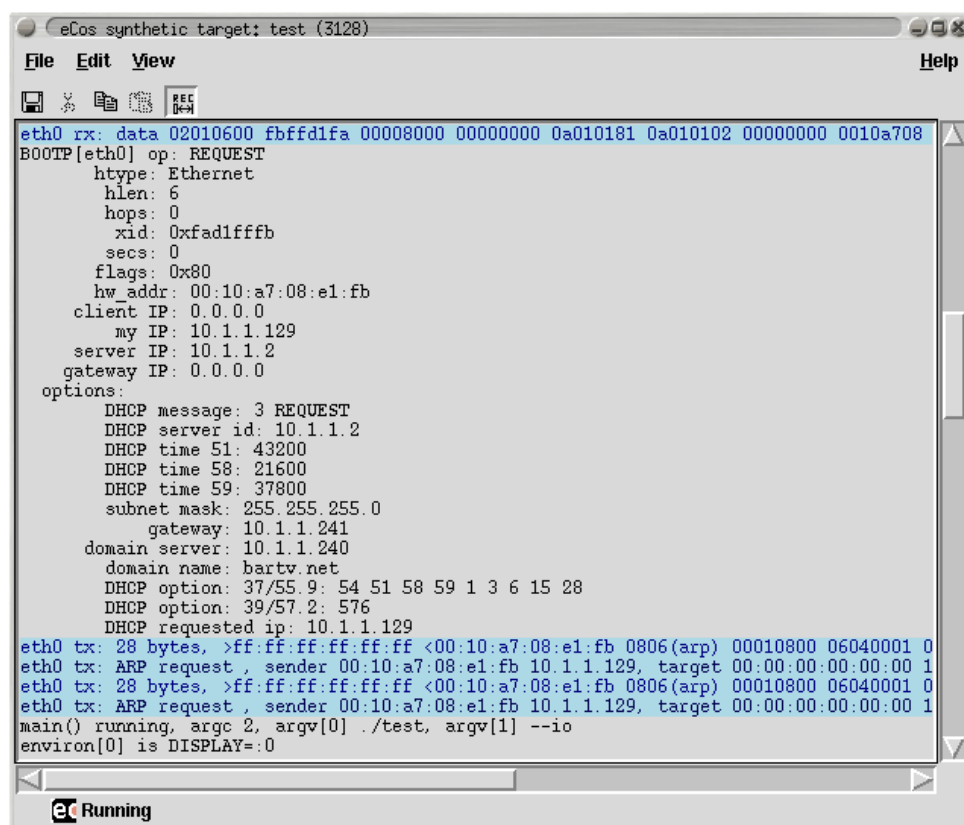 eCos synthetic target: test (3128)
File Edit View Help
REC
eth0 rx: data 02010600 fbffd1fa 00008000 00000000 0a010181 0a010102 00000000 0010a708
BOOTP[eth0] op: REQUEST
htype: Ethernet
hlen: 6
hops: 0
xid: 0xfad1fffb
secs: 0
flags: 0x80
hw_addr: 00:10:a7:08:e1:fb
client IP: 0.0.0.0
my IP: 10.1.1.129
server IP: 10.1.1.2
gateway IP: 0.0.0.0
options:
DHCP message: 3 REQUEST
DHCP server id: 10.1.1.2
DHCP time 51: 43200
DHCP time 58: 21600
DHCP time 59: 37800
subnet mask: 255.255.255.0
gateway: 10.1.1.241
domain server: 10.1.1.240
domain name: bartv.net
DHCP option: 37/55.9: 54 51 58 59 1 3 6 15 28
DHCP option: 39/57.2: 576
DHCP requested ip: 10.1.1.129
eth0 tx: 28 bytes, >ff:ff:ff:ff:ff:ff <00:10:a7:08:e1:fb 0806(arp) 00010800 06040001 0
eth0 tx: ARP request , sender 00:10:a7:08:e1:fb 10.1.1.129, target 00:00:00:00:00:00 1
eth0 tx: 28 bytes, >ff:ff:ff:ff:ff:ff <00:10:a7:08:e1:fb 0806(arp) 00010800 06040001 0
eth0 tx: ARP request , sender 00:10:a7:08:e1:fb 10.1.1.129, target 00:00:00:00:00:00 1
main() running, argc 2, argv[0] ./test, argv[1] --io
environ[0] is DISPLAY=:0
ec Running